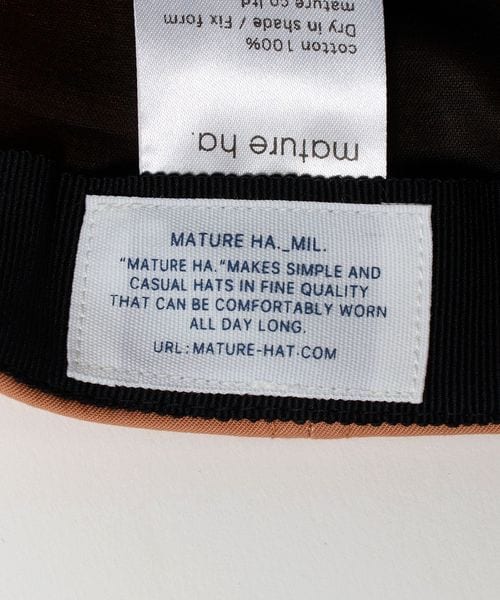 mature ha.
cotton 100%
Dry in shade / Fix form
mature co.ltd
MATURE HA._MIL.
"MATURE HA."MAKES SIMPLE AND
CASUAL HATS IN FINE QUALITY
THAT CAN BE COMFORTABLY WORN
ALL DAY LONG.
URL:MATURE-HAT.COM